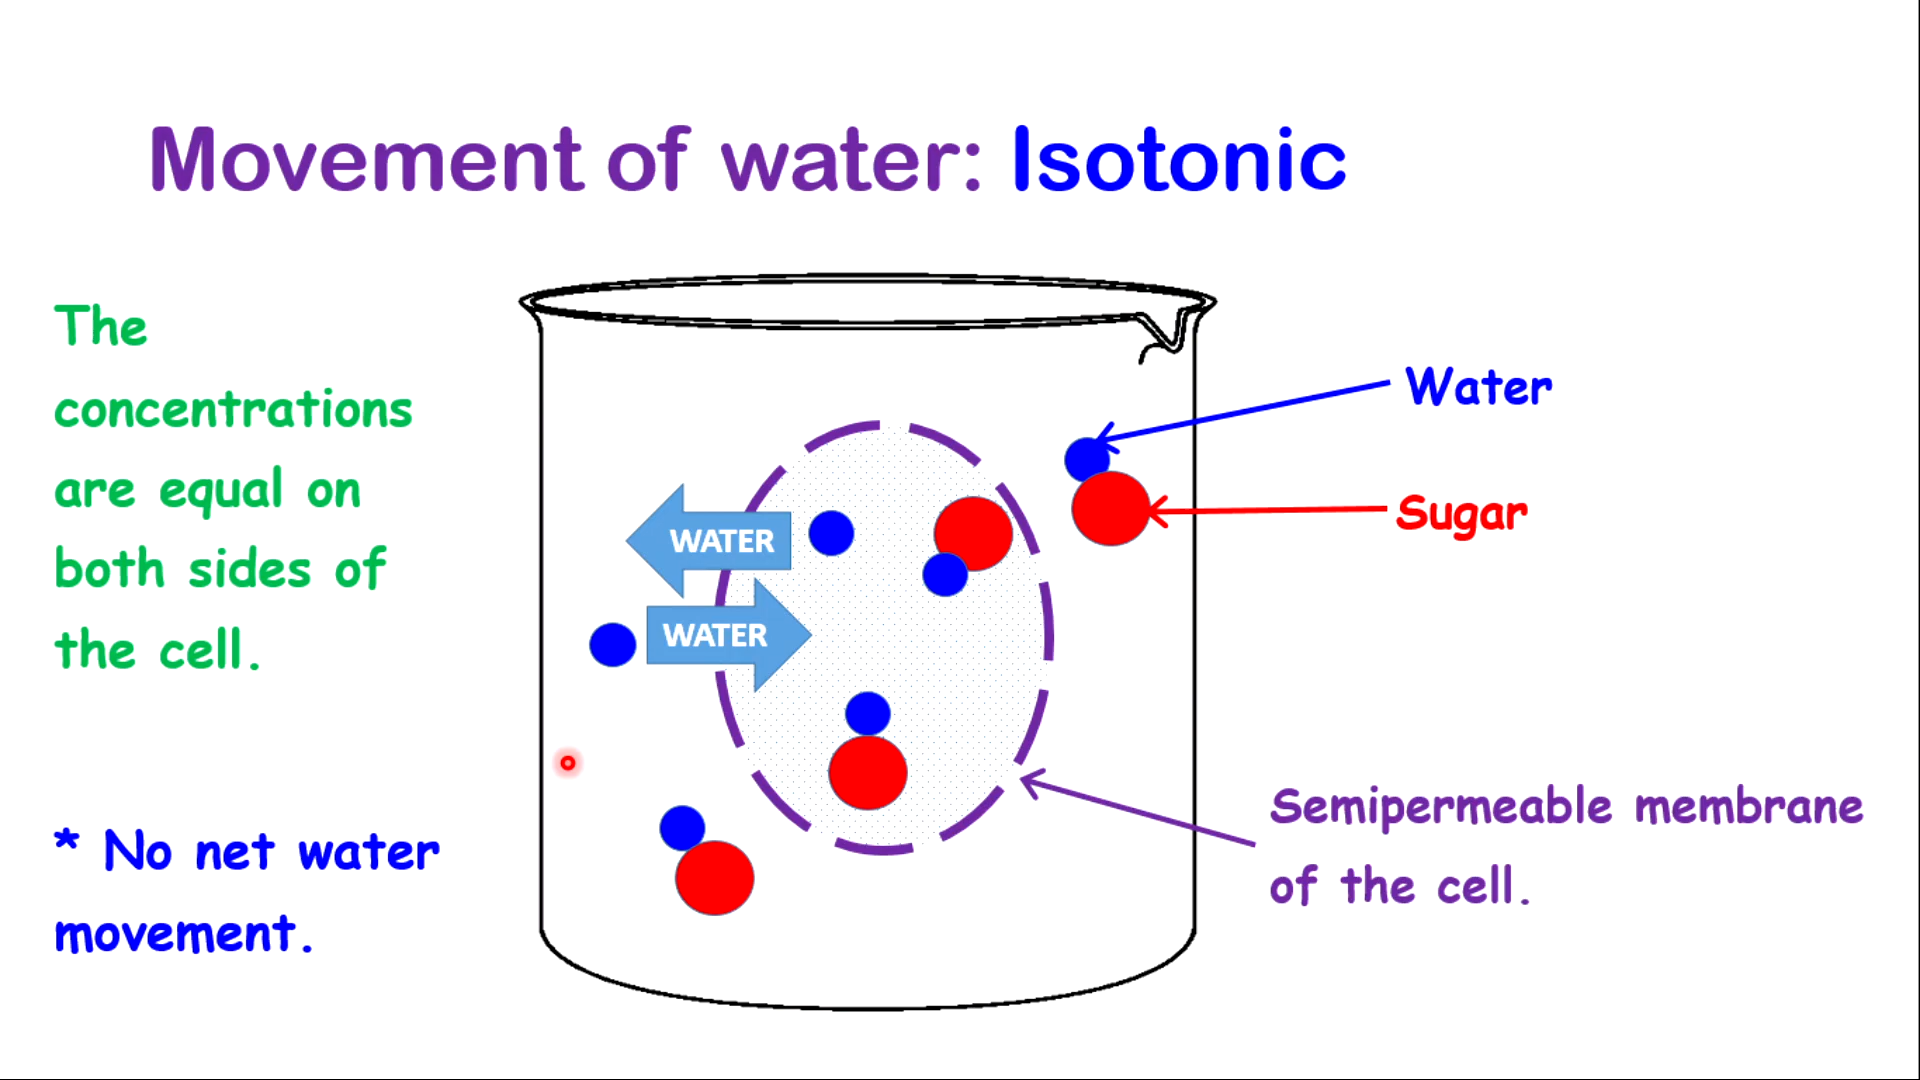 Movement of water: Isotonic
The
concentrations
are equal on
both sides of
the cell.
* No net water
movement.
WATER
WATER
Water
Sugar
Semipermeable membrane
of the cell.